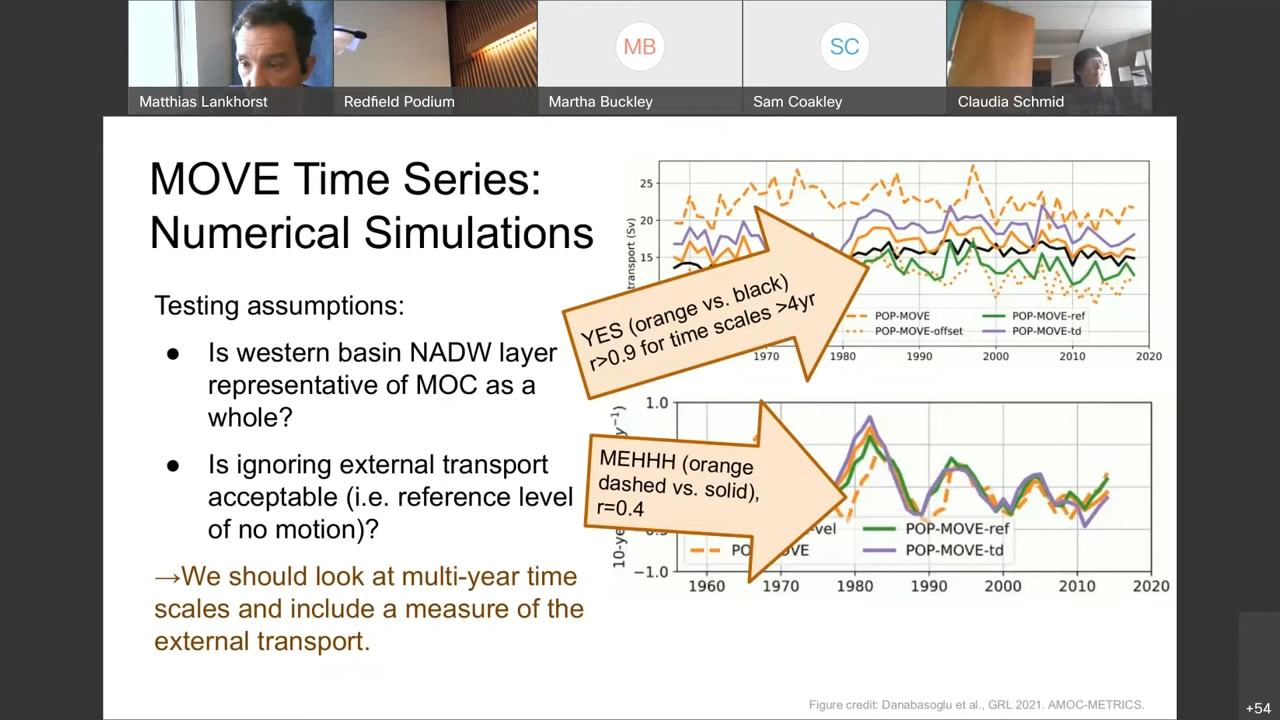 MB
SC
Matthias Lankhorst
Redfield Podium
Martha Buckley
Sam Coakley
Claudia Schmid
MOVE Time Series:
Numerical Simulations
Testing assumptions:
● Is western basin NADW layer
representative of MOC as a
whole?
● Is ignoring external transport
acceptable (i.e. reference level
of no motion)?
→We should look at multi-year time
scales and include a measure of the
external transport.
transport (Sv)
25
20
15
YES (orange vs. black)
r>0.9 for time scales >4yr
POP-MOVE
POP-MOVE-offset
POP-MOVE-ref
POP-MOVE-td
1970 1980 1990 2000 2010 2020
1.0
MEHHH (orange
dashed vs. solid),
r=0.4
POP-MOVE-ref
POP-MOVE-td
−1.0
1960 1970 1980 1990 2000 2010 2020
Figure credit: Danabasoglu et al., GRL 2021. AMOC-METRICS.
+54